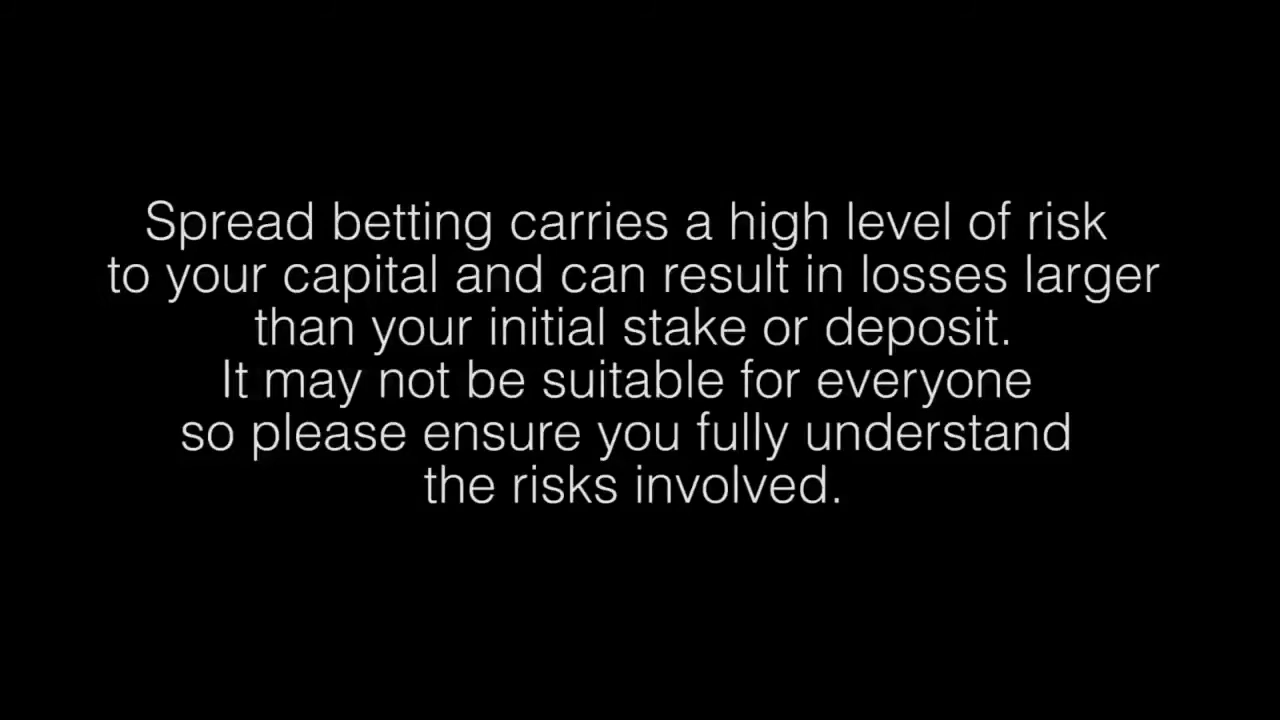 Spread betting carries a high level of risk
to your capital and can result in losses larger
than your initial stake or deposit.
It may not be suitable for everyone
so please ensure you fully understand
the risks involved.